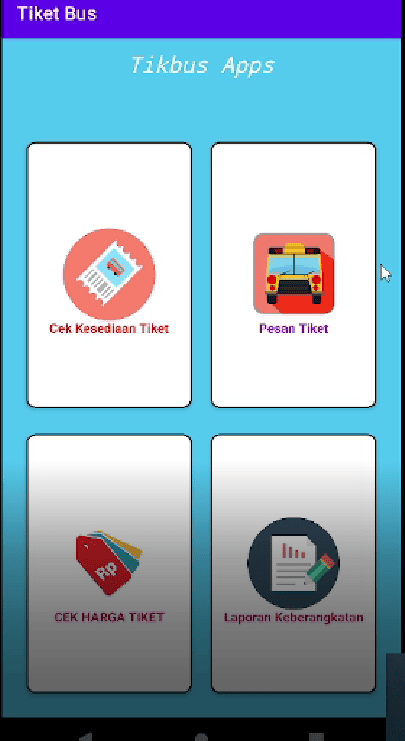 Tiket Bus
Tikbus Apps
Cek Kesediaan Tiket
Pesan Tiket
Rp
CEK HARGA TIKET
Laporan Keberangkatan